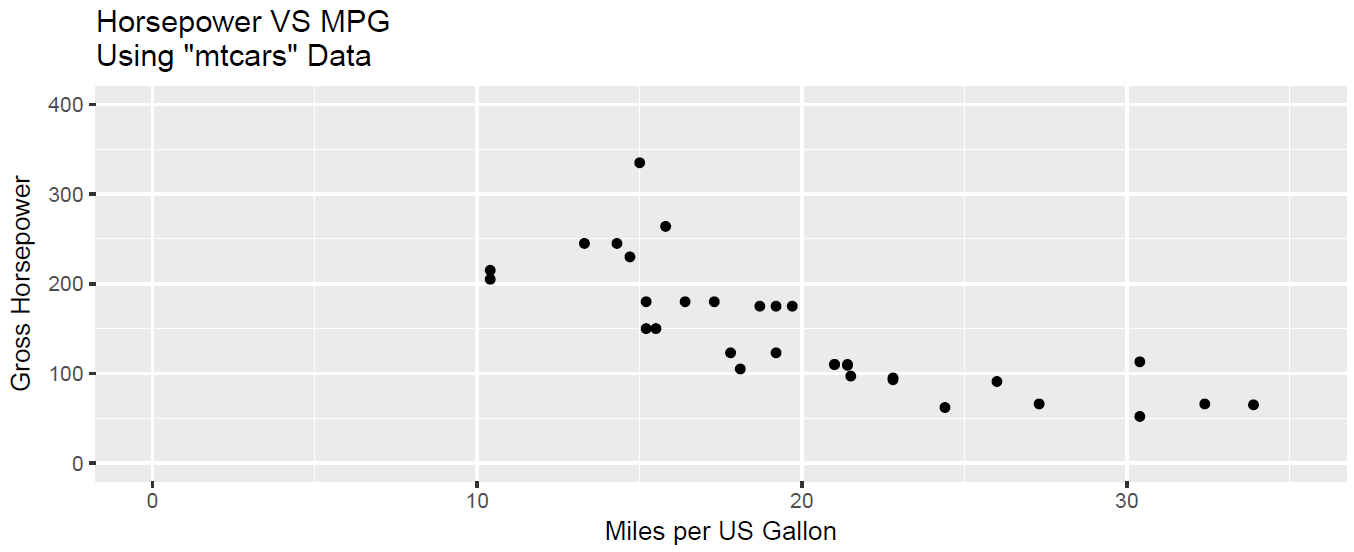 Horsepower VS MPG
Using "mtcars" Data
400
300
200
100
0
Gross Horsepower
0 10 20 30
Miles per US Gallon